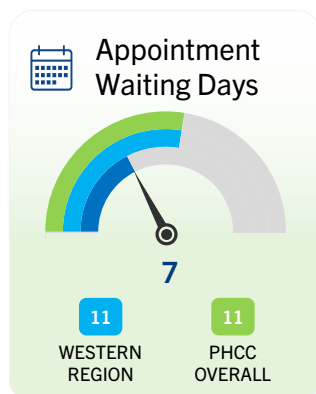 Appointment
Waiting Days
7
11
11
WESTERN
REGION
PHCC
OVERALL